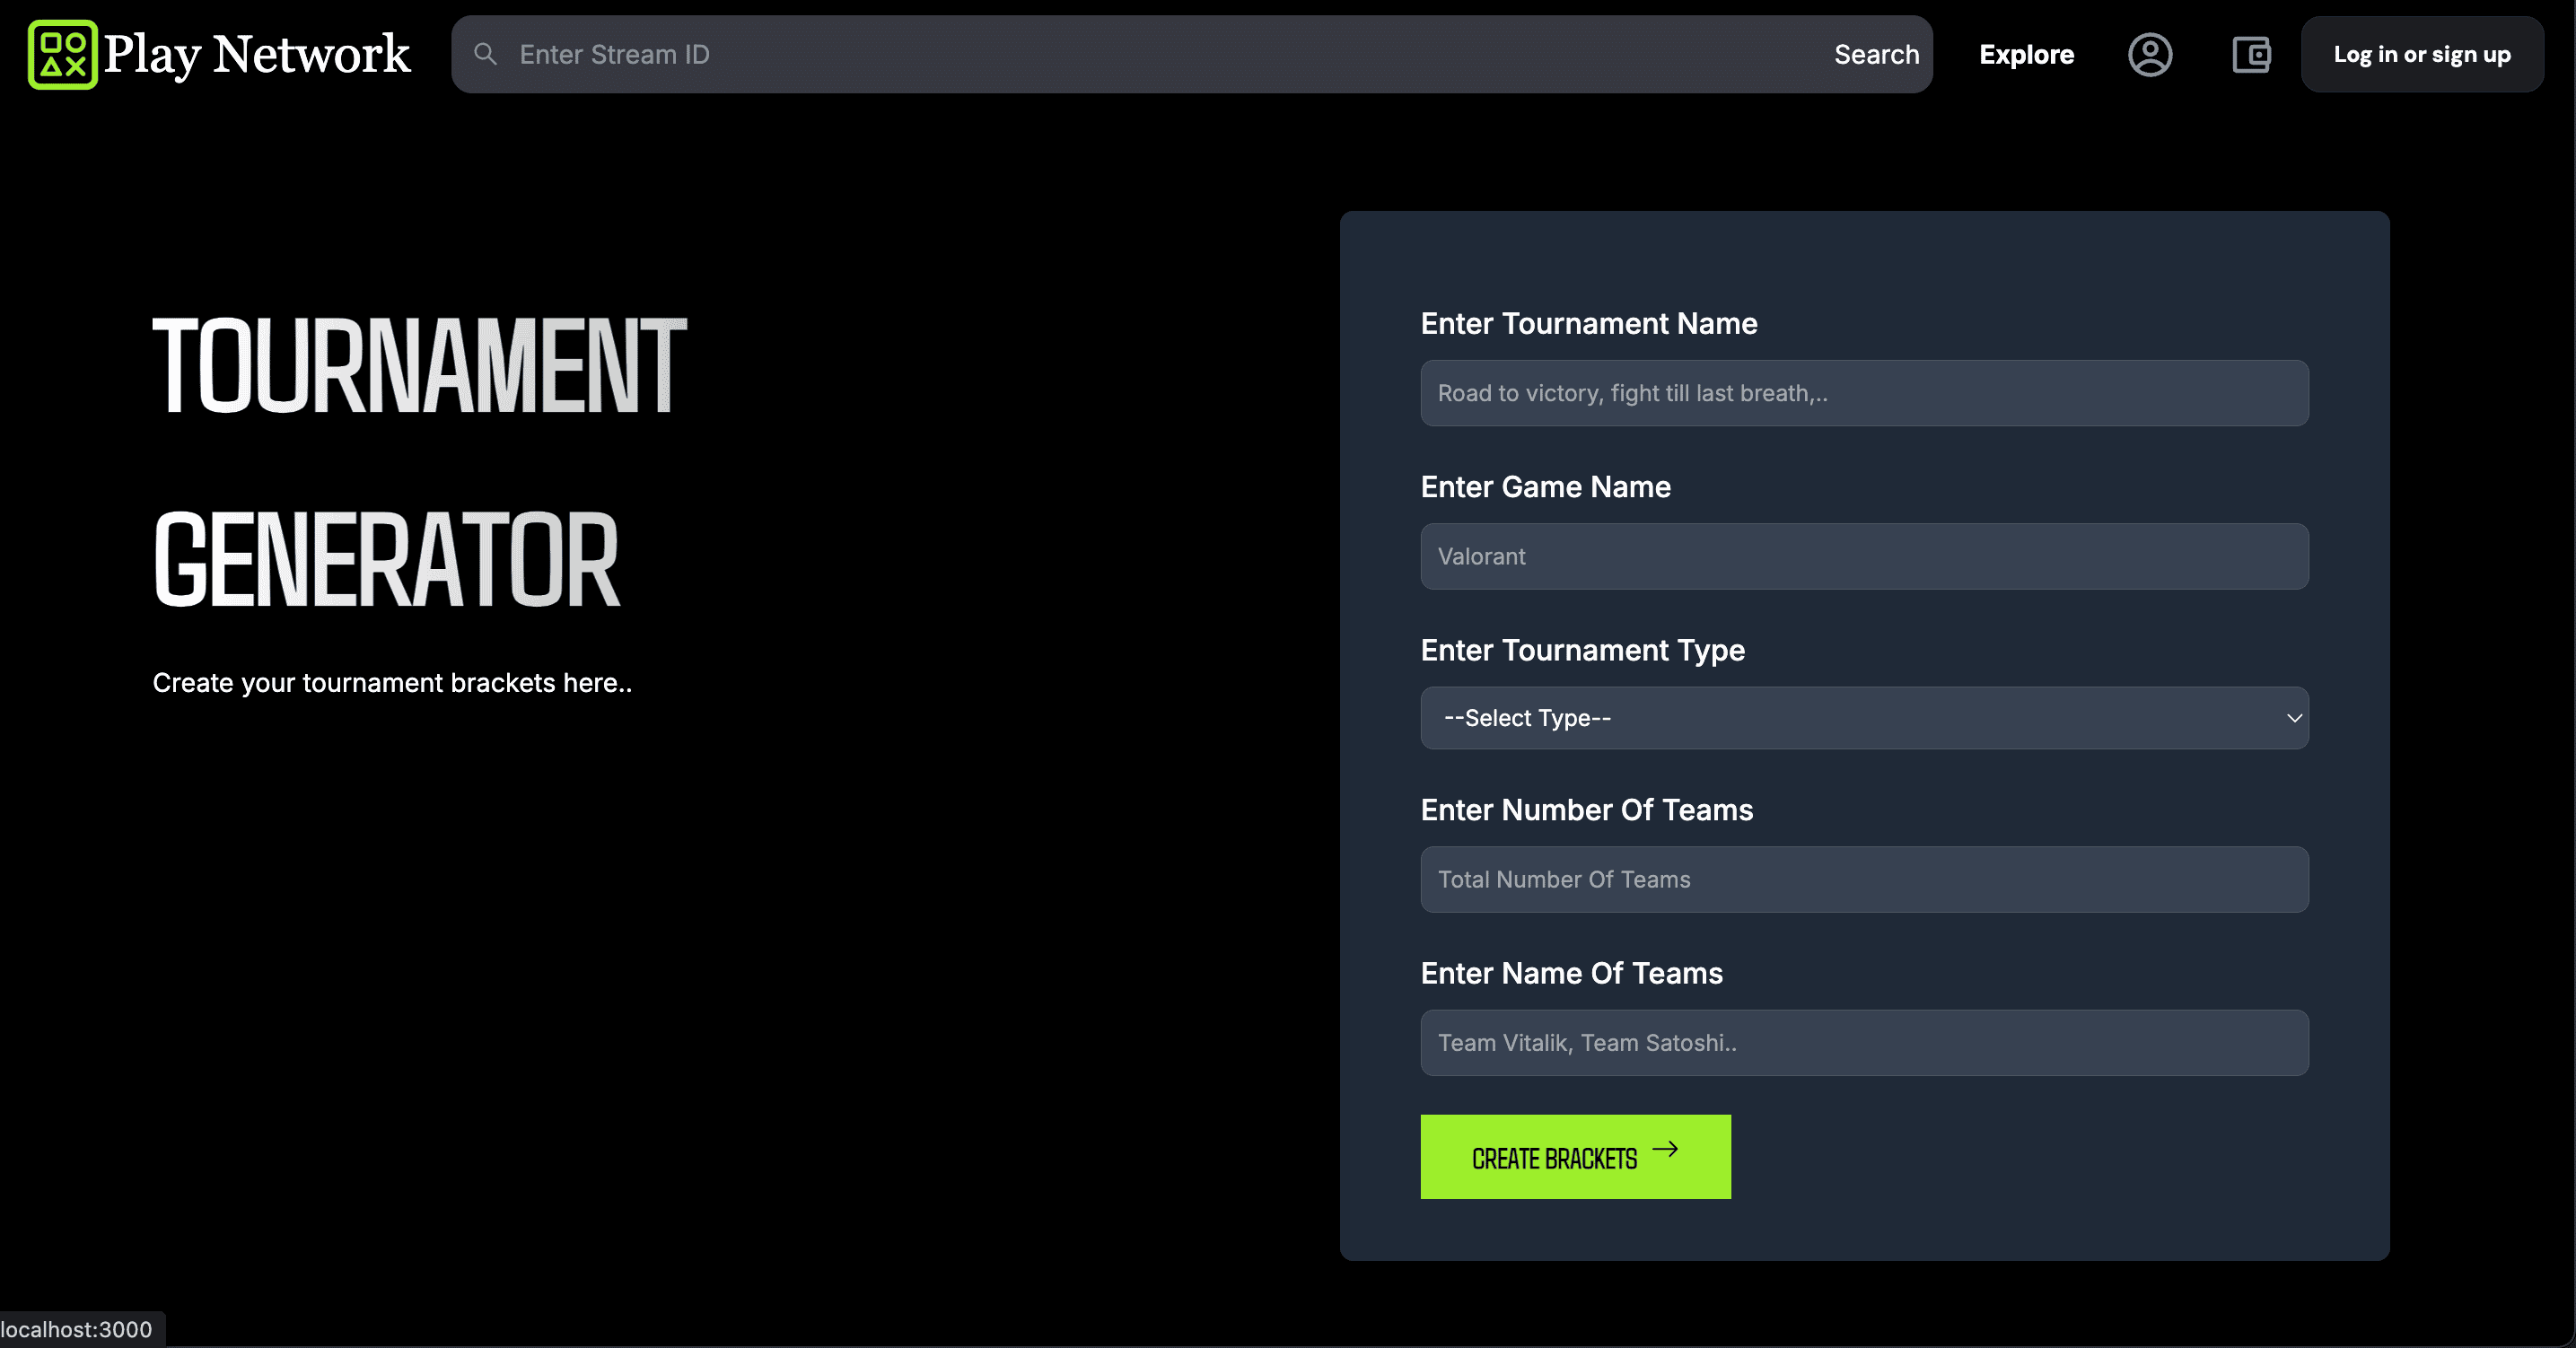 Play Network
Enter Stream ID
Search
Explore
Log in or sign up
TOURNAMENT
GENERATOR
Create your tournament brackets here..
Enter Tournament Name
Road to victory, fight till last breath,..
Enter Game Name
Valorant
Enter Tournament Type
--Select Type--
Enter Number Of Teams
Total Number Of Teams
Enter Name Of Teams
Team Vitalik, Team Satoshi..
CREATE BRACKETS
localhost:3000